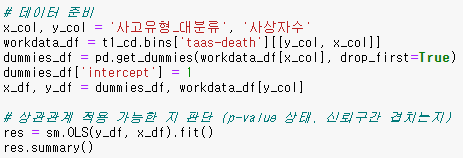 # 데이터 준비
x_col, y_col = '사고유형_대분류', '사상자수'
workdata_df = t1_cd.bins['taas-death'][[y_col, x_col]]
dummies_df = pd.get_dummies(workdata_df[x_col], drop_first=True)
dummies_df['intercept'] = 1
x_df, y_df = dummies_df, workdata_df[y_col]

# 상관관계 적용 가능한 지 판단 (p-value 상태, 신뢰구간 겹치는지)
res = sm.OLS(y_df, x_df).fit()
res.summary()